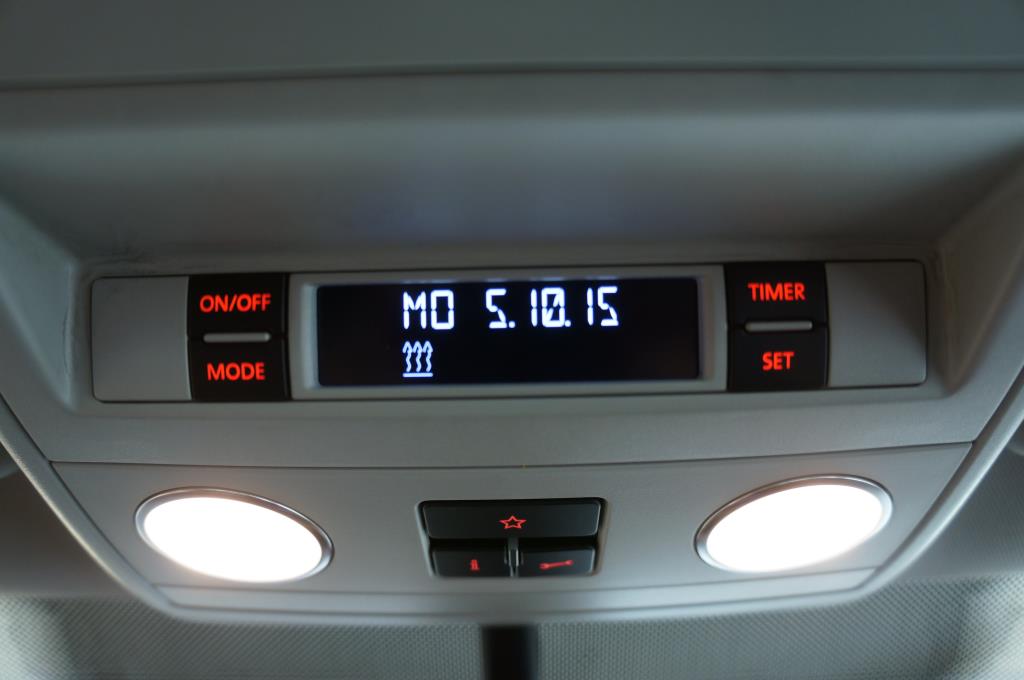 ON/OFF
MODE
MO 5.10.15
TIMER
SET
i